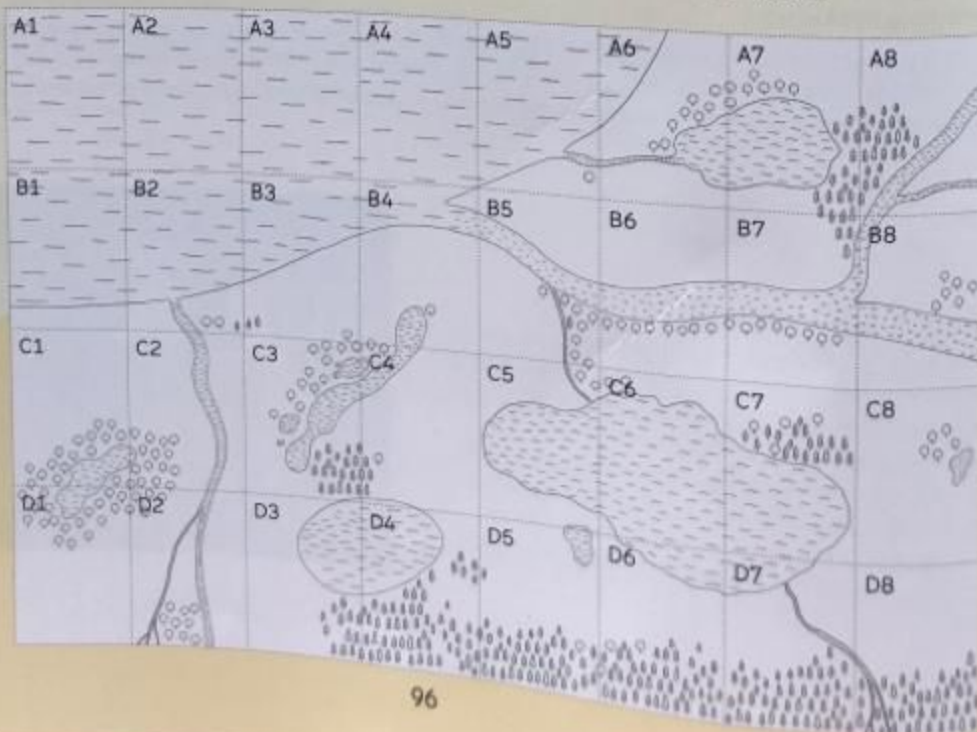 A1 A2 A3 A4 A5 A6 A7 A8
B1 B2 B3 B4 B5 B6 B7 B8
C1 C2 C3 C4 C5 C6 C7 C8
D1 D2 D3 D4 D5 D6 D7 D8
96